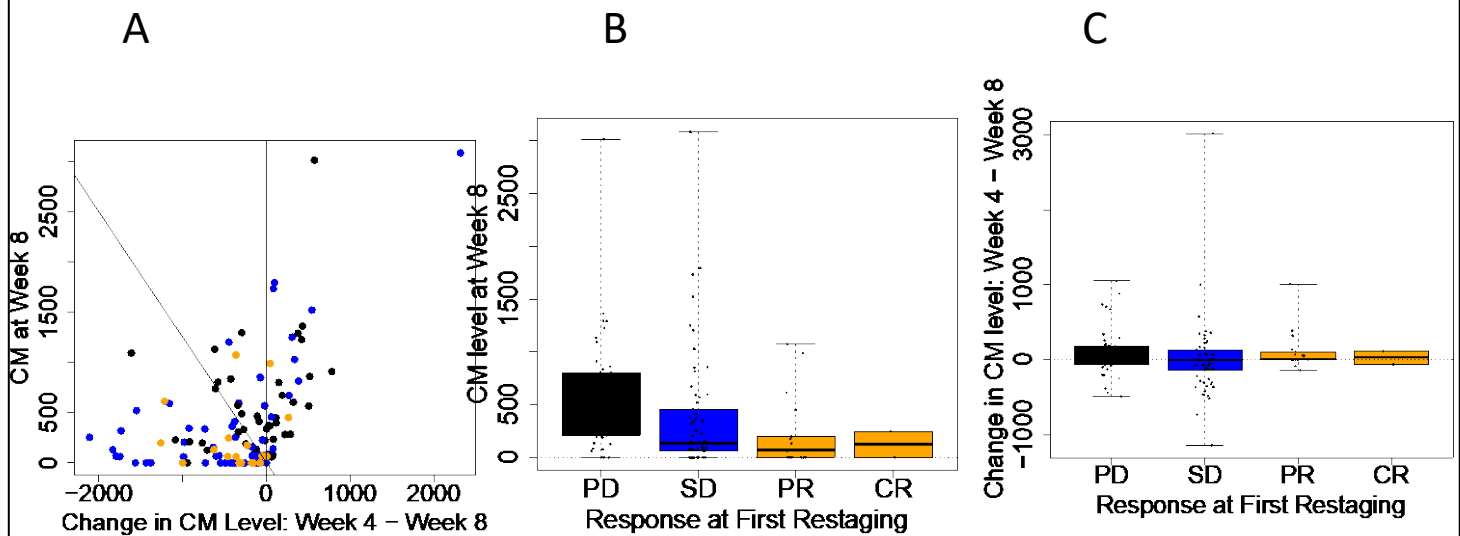 A
B
C
CM at Week 8
0
500
1500
2500
−2000
0
1000
2000
Change in CM Level: Week 4 − Week 8
CM level at Week 8
0
500
1500
2500
PD
SD
PR
CR
Response at First Restaging
Change in CM level: Week 4 − Week 8
−1000
0
1000
3000
PD
SD
PR
CR
Response at First Restaging